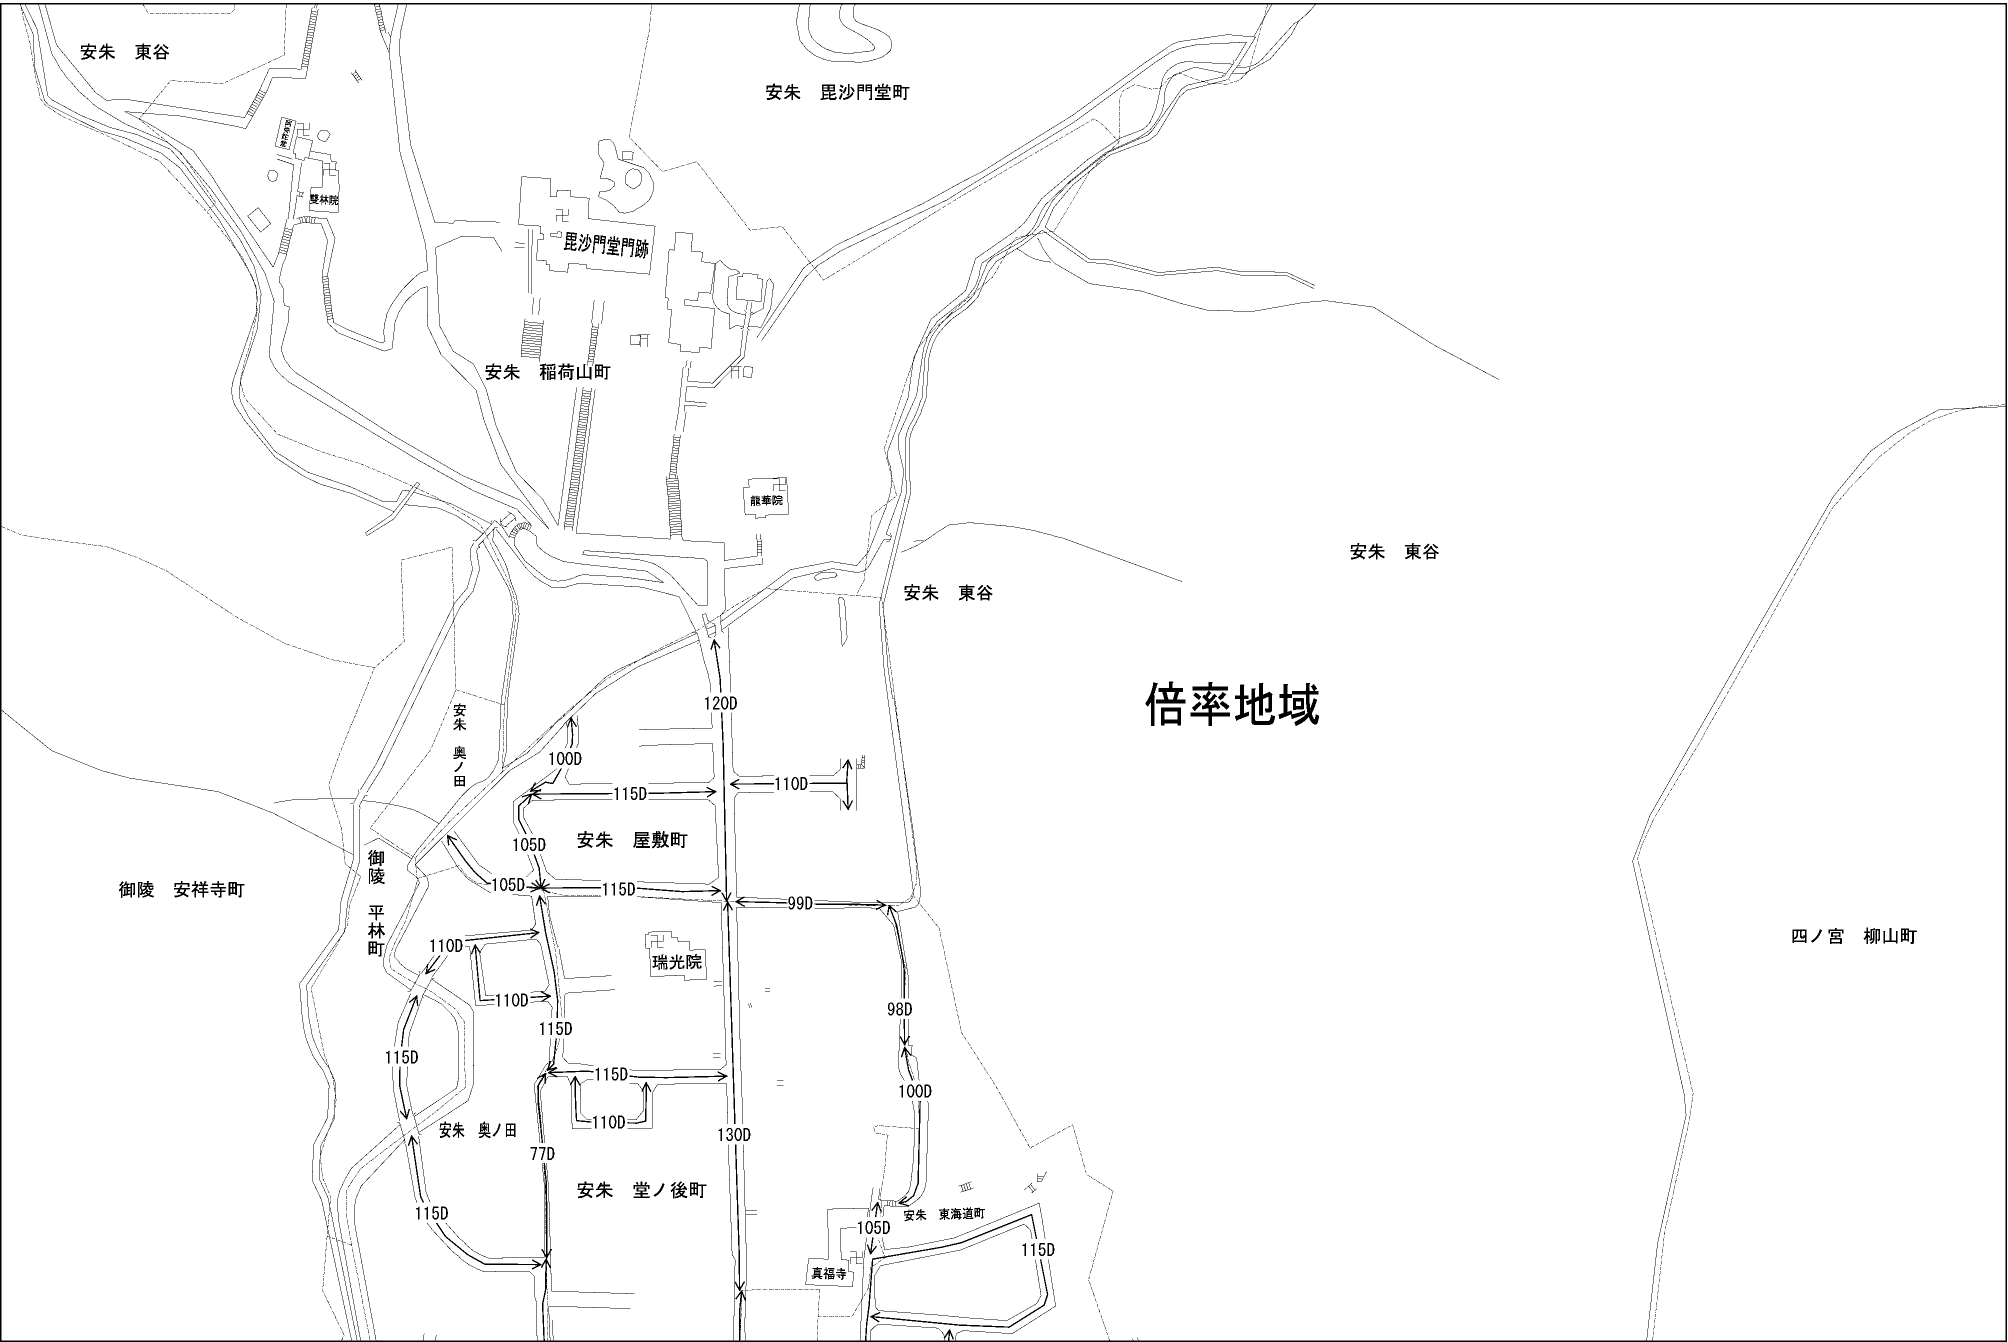 安朱　東谷
安朱　毘沙門堂町
雙林院
毘沙門堂門跡
安朱　稲荷山町
龍華院
安朱　東谷
安朱　東谷
倍率地域
120D
安朱　奥ノ田
100D
110D
115D
安朱　屋敷町
105D
御陵　平林町
105D
115D
御陵　安祥寺町
99D
四ノ宮　柳山町
110D
瑞光院
110D
98D
115D
115D
115D
100D
110D
安朱　奥ノ田
130D
77D
安朱　堂ノ後町
115D
安朱　東海道町
105D
115D
真福寺